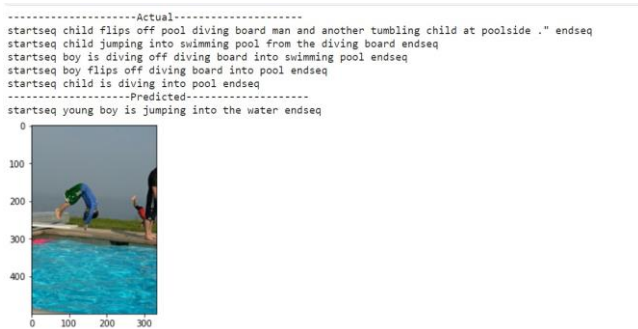 ---------------------Actual---------------------
startseq child flips off pool diving board man and another tumbling child at poolside ." endseq
startseq child jumping into swimming pool from the diving board endseq
startseq boy is diving off diving board into swimming pool endseq
startseq boy flips off diving board into pool endseq
startseq child is diving into pool endseq
--------------------Predicted--------------------
startseq young boy is jumping into the water endseq
0
100
200
300
400
0 100 200 300